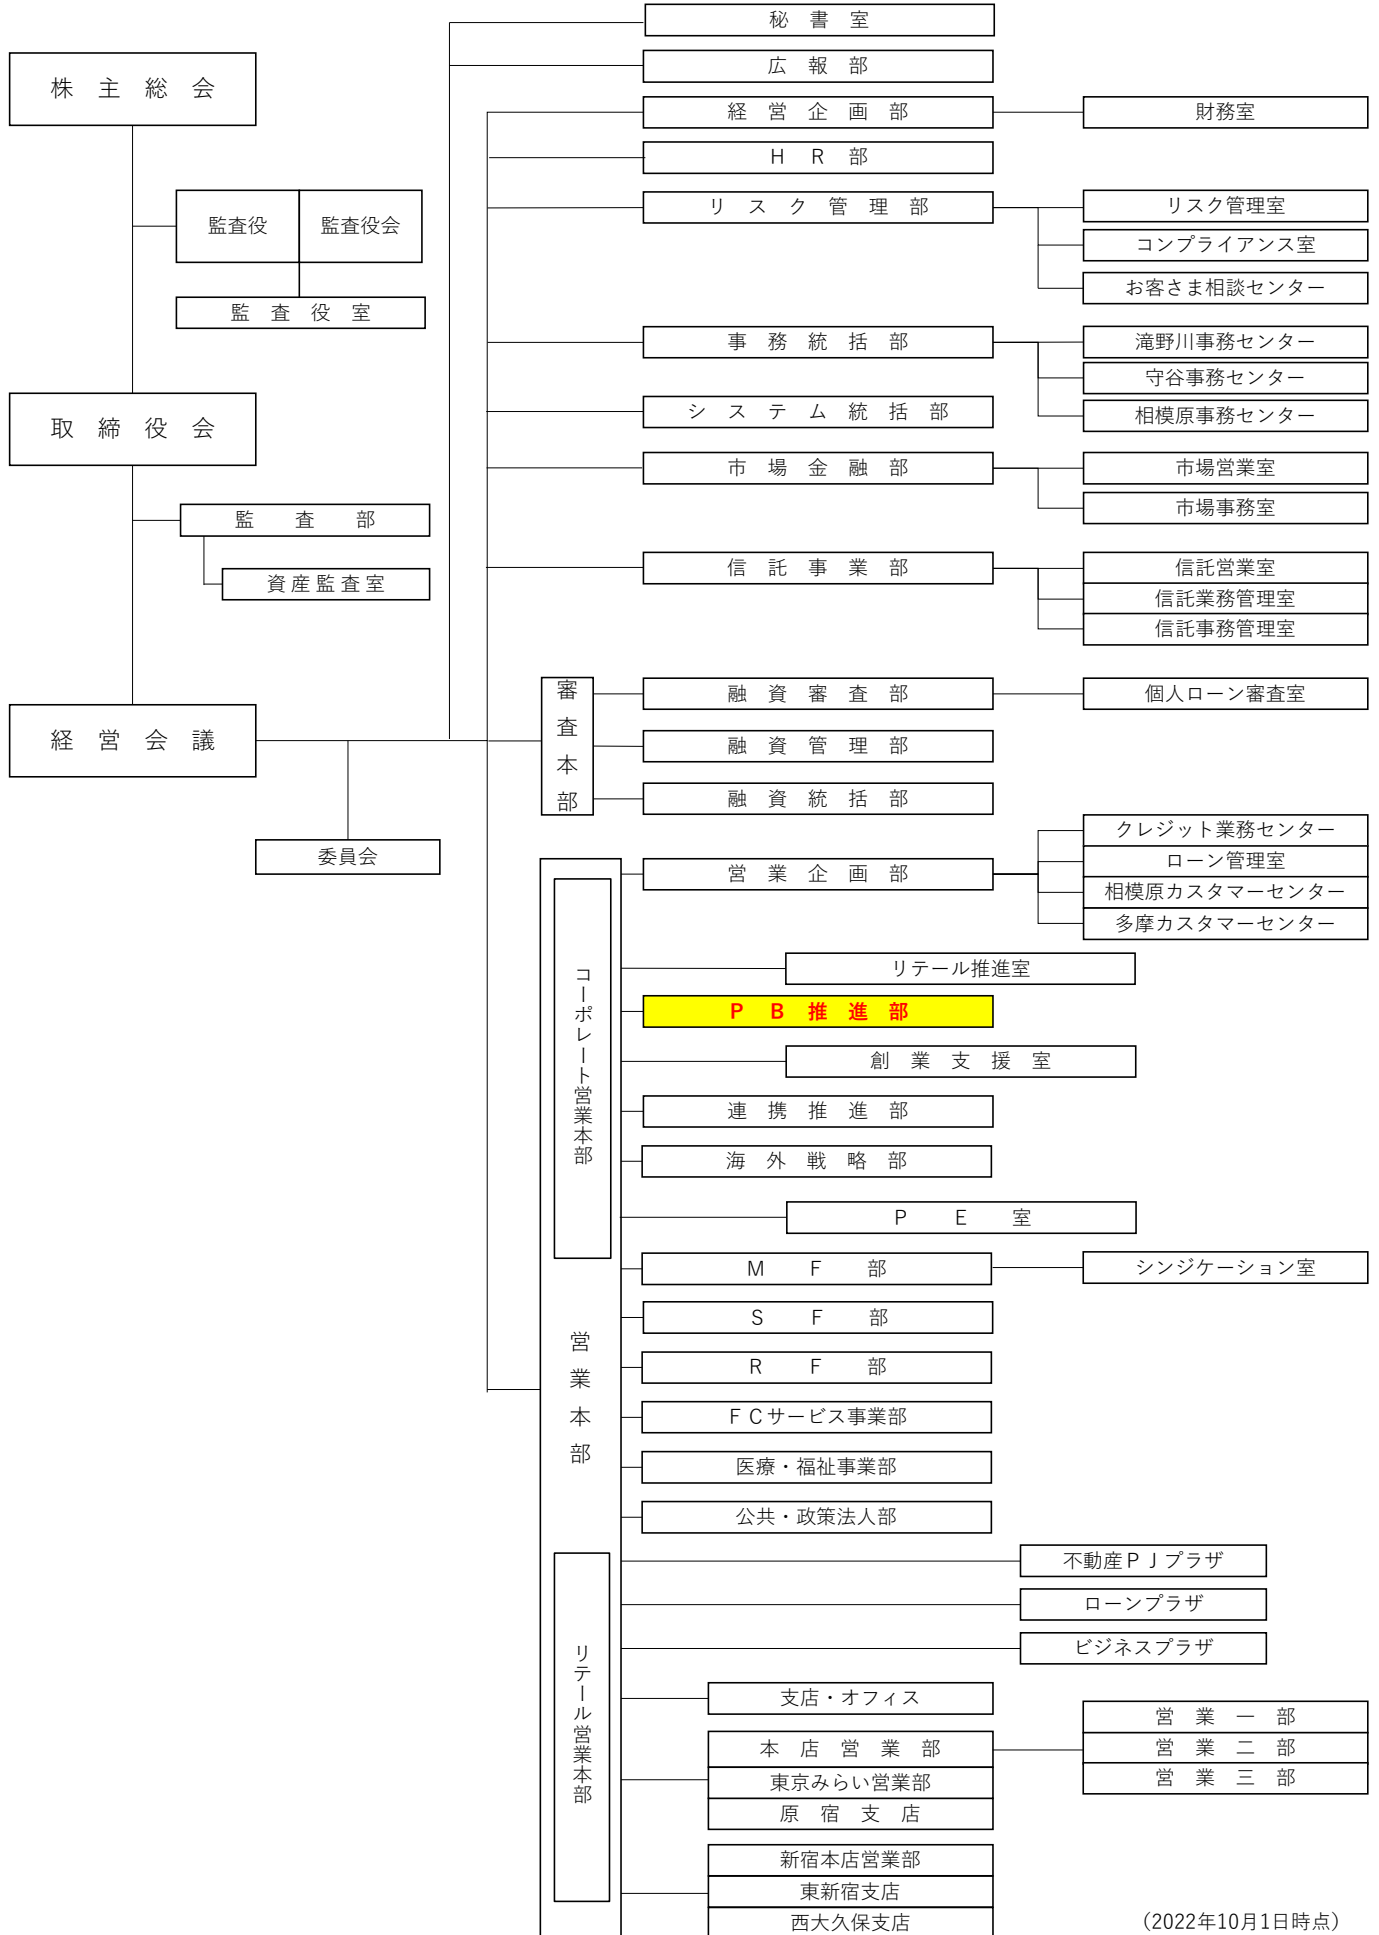 秘　書　室
広　報　部
株　主　総　会
経　営　企　画　部
財務室
Ｈ　Ｒ　部
監査役
監査役会
リ　ス　ク　管　理　部
リスク管理室
コンプライアンス室
お客さま相談センター
監　査　役　室
事　務　統　括　部
滝野川事務センター
守谷事務センター
相模原事務センター
取　締　役　会
シ　ス　テ　ム　統　括　部
市　場　金　融　部
市場営業室
市場事務室
監　　査　　部
資産監査室
信　託　事　業　部
信託営業室
信託業務管理室
信託事務管理室
審査本部
融　資　審　査　部
個人ローン審査室
経　営　会　議
融　資　管　理　部
融　資　統　括　部
委員会
営　業　企　画　部
クレジット業務センター
ローン管理室
相模原カスタマーセンター
多摩カスタマーセンター
コーポレート営業本部
リテール推進室
Ｐ　Ｂ　推　進　部
創　業　支　援　室
連　携　推　進　部
海　外　戦　略　部
Ｐ　　Ｅ　　室
Ｍ　　Ｆ　　部
シンジケーション室
営業本部
Ｓ　　Ｆ　　部
Ｒ　　Ｆ　　部
ＦＣサービス事業部
医療・福祉事業部
公共・政策法人部
リテール営業本部
不動産ＰＪプラザ
ローンプラザ
ビジネスプラザ
支店・オフィス
本　店　営　業　部
営　業　一　部
営　業　二　部
営　業　三　部
東京みらい営業部
原　宿　支　店
新宿本店営業部
東新宿支店
西大久保支店
（2022年10月1日時点）